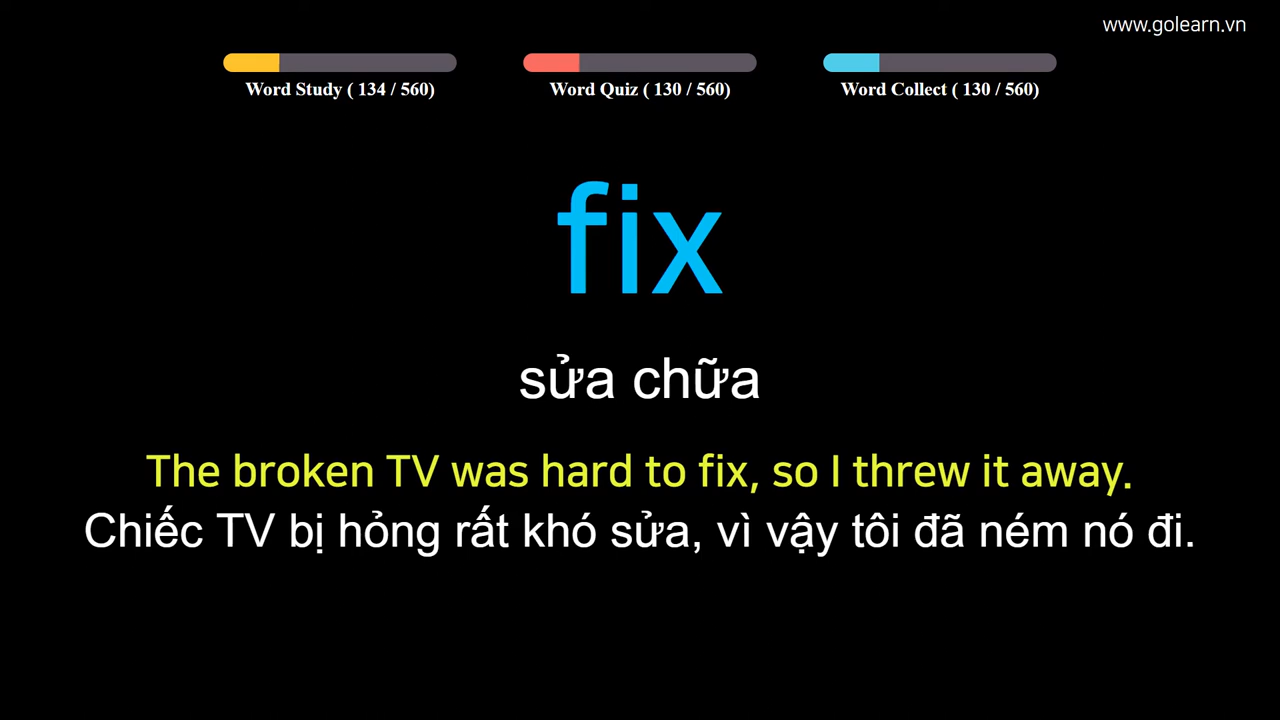 www.golearn.vn
Word Study ( 134 / 560)
Word Quiz ( 130 / 560)
Word Collect ( 130 / 560)
fix
sửa chữa
The broken TV was hard to fix, so I threw it away.
Chiếc TV bị hỏng rất khó sửa, vì vậy tôi đã ném nó đi.